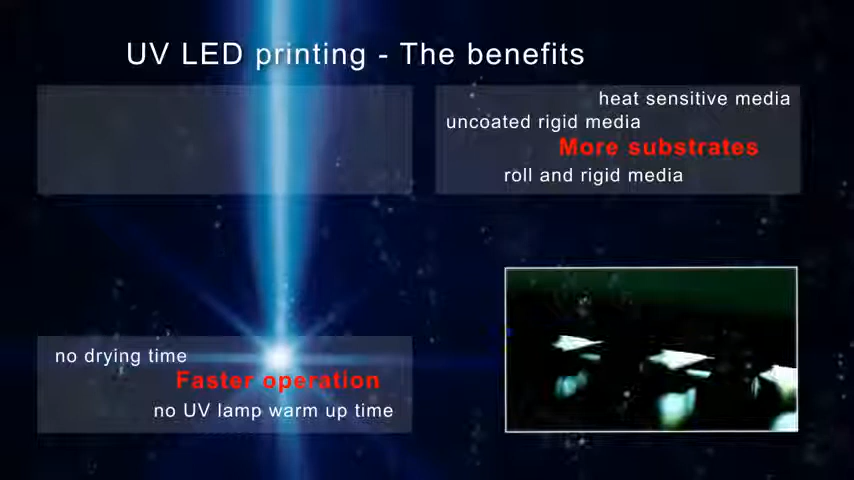 UV LED printing - The benefits
heat sensitive media
uncoated rigid media
More substrates
roll and rigid media
no drying time
Faster operation
no UV lamp warm up time